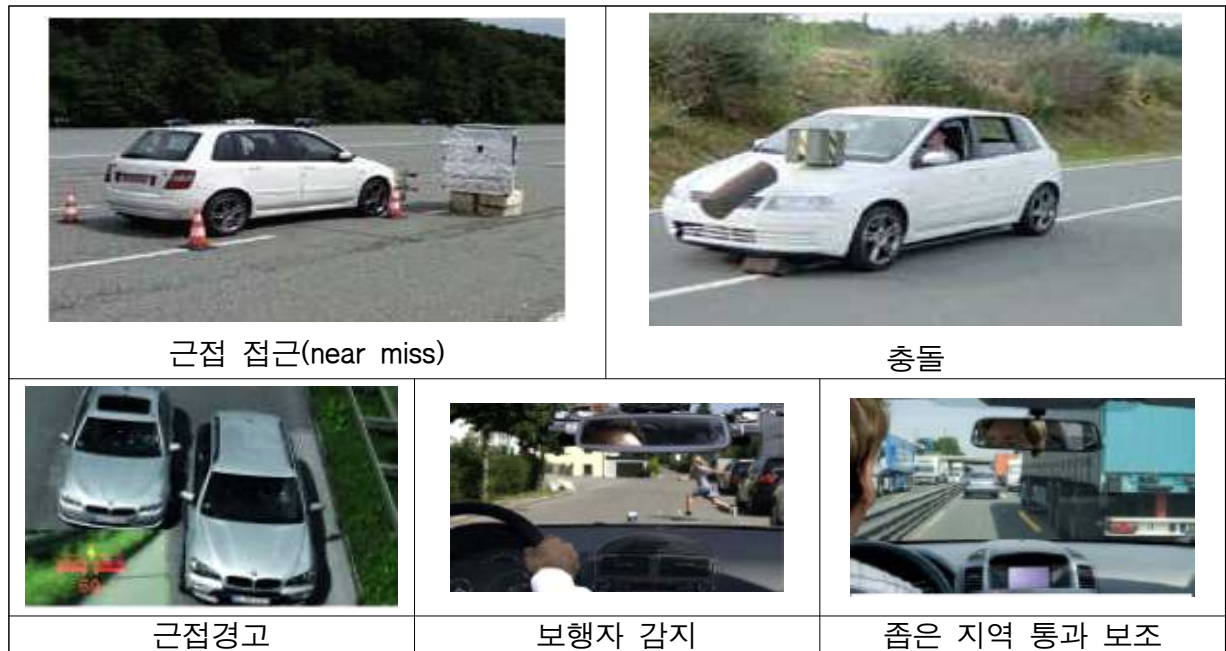 근접 접근(near miss)
충돌
59
근접경고
보행자 감지
좁은 지역 통과 보조